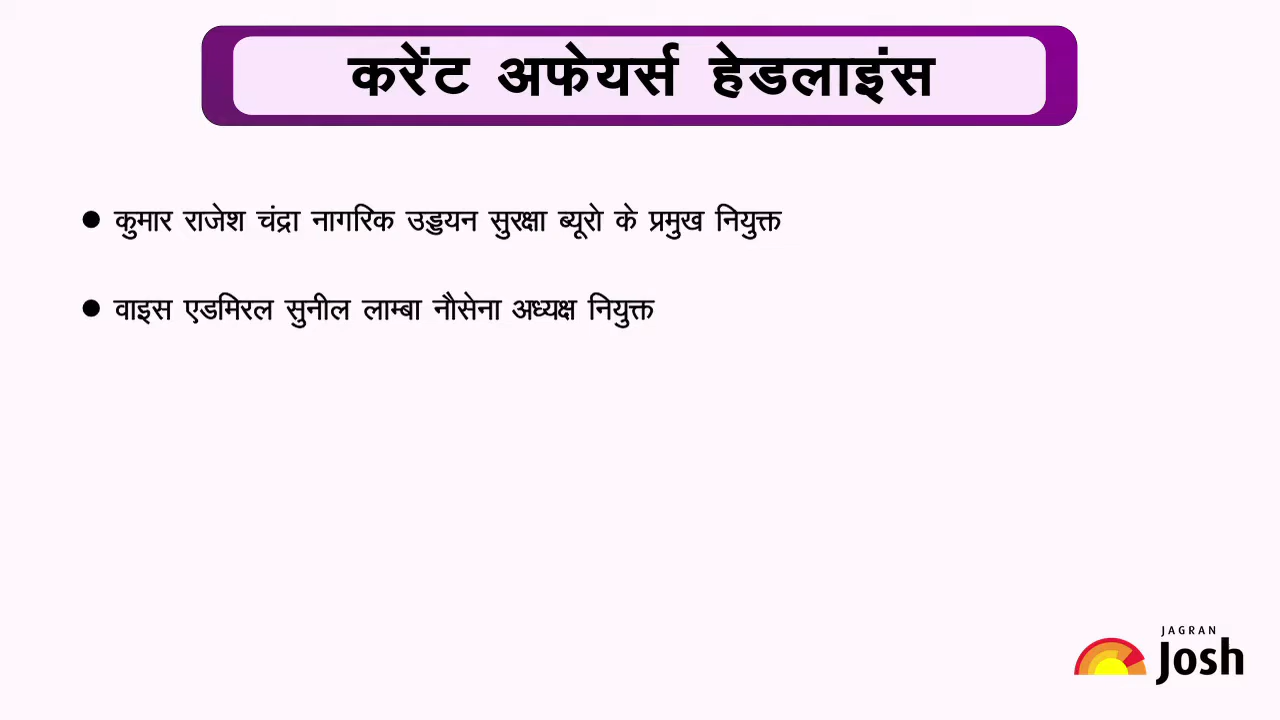 करेंट अफेयर्स हेडलाइंस
● कुमार राजेश चंद्रा नागरिक उड्डयन सुरक्षा ब्यूरो के प्रमुख नियुक्त
● वाइस एडमिरल सुनील लाम्बा नौसेना अध्यक्ष नियुक्त
JAGRAN
Josh